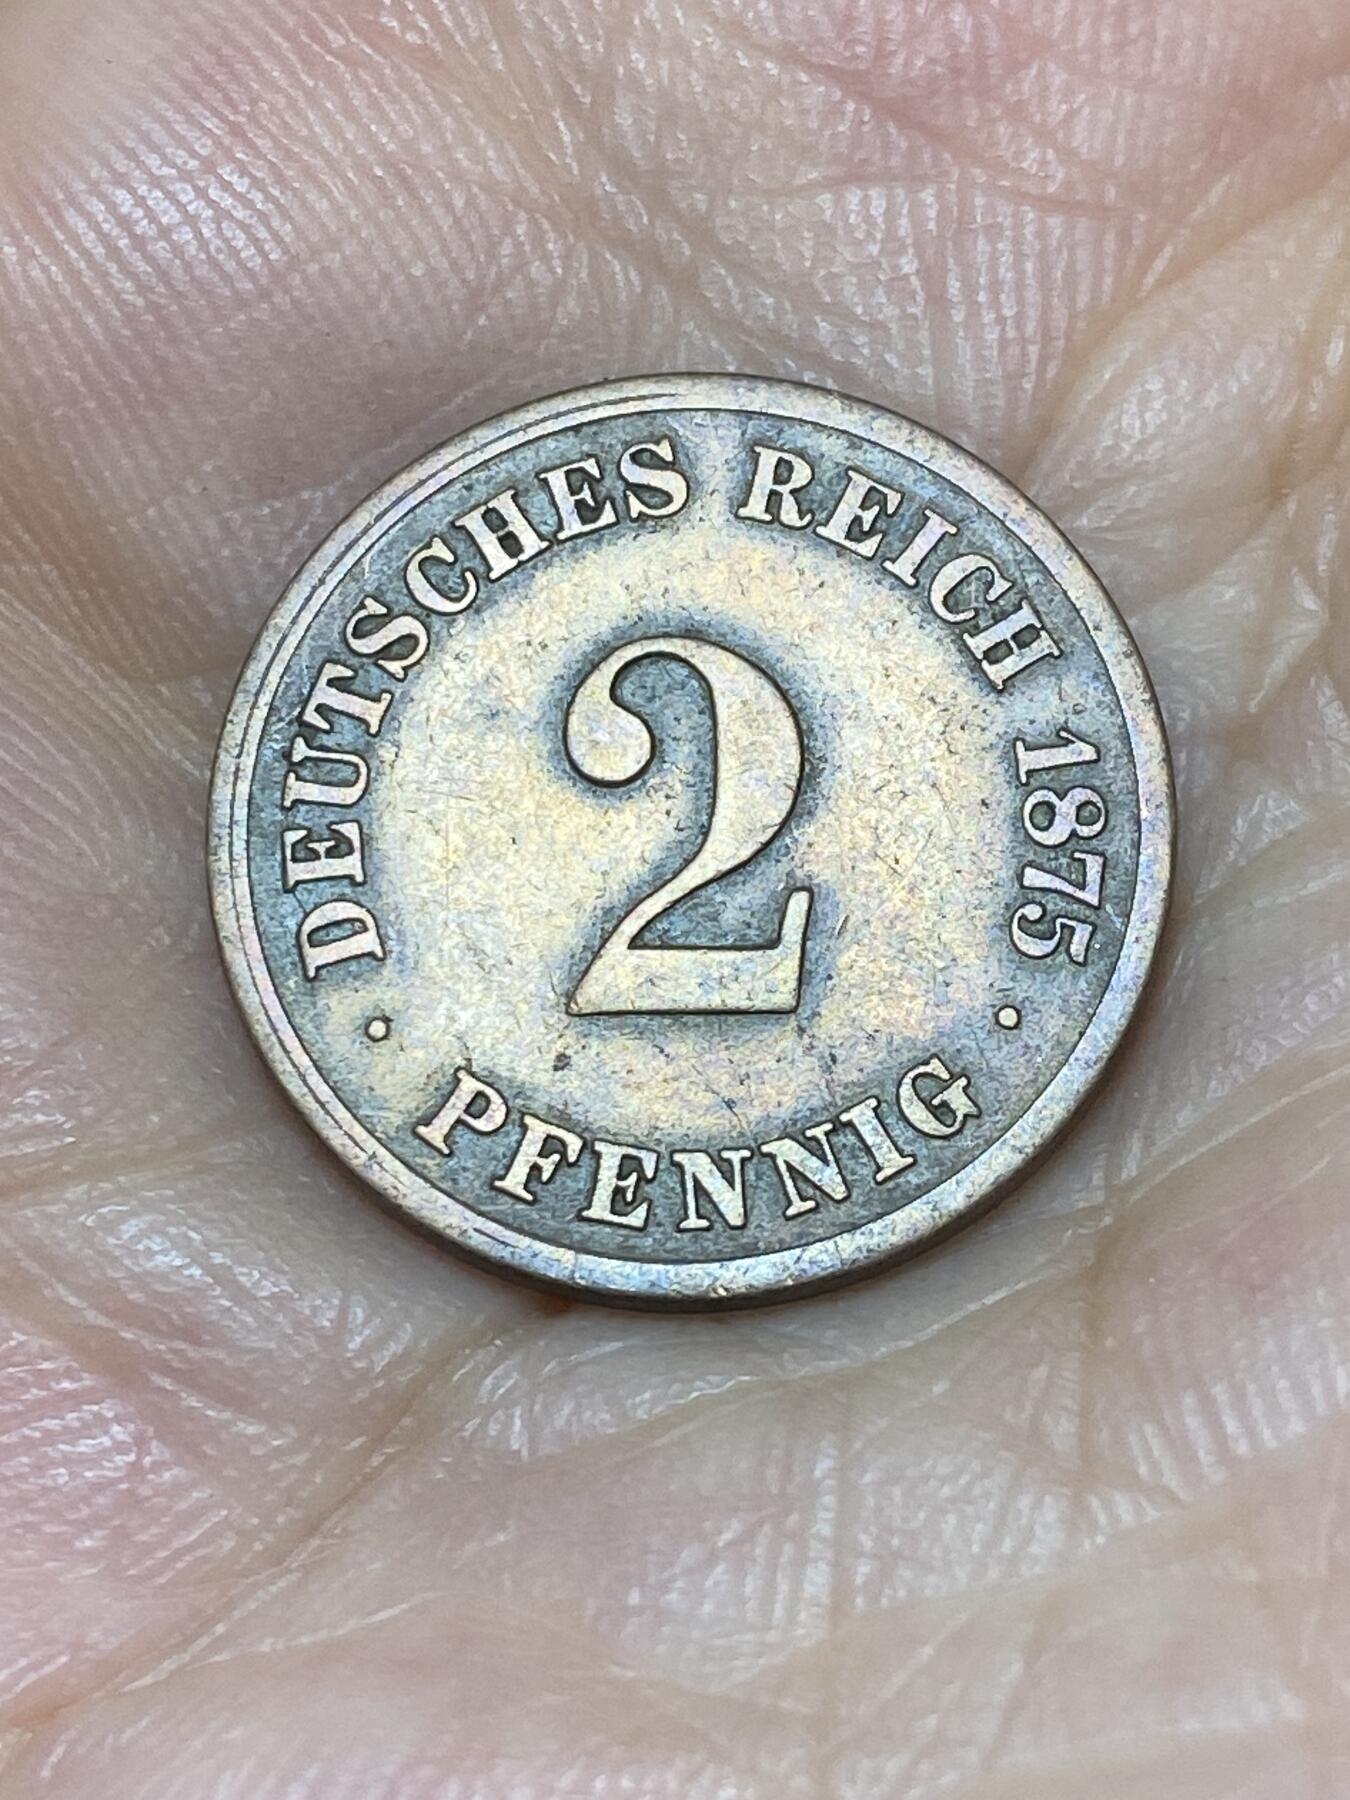 DEUTSCHES REICH 1875
2
· PFENNIG ·